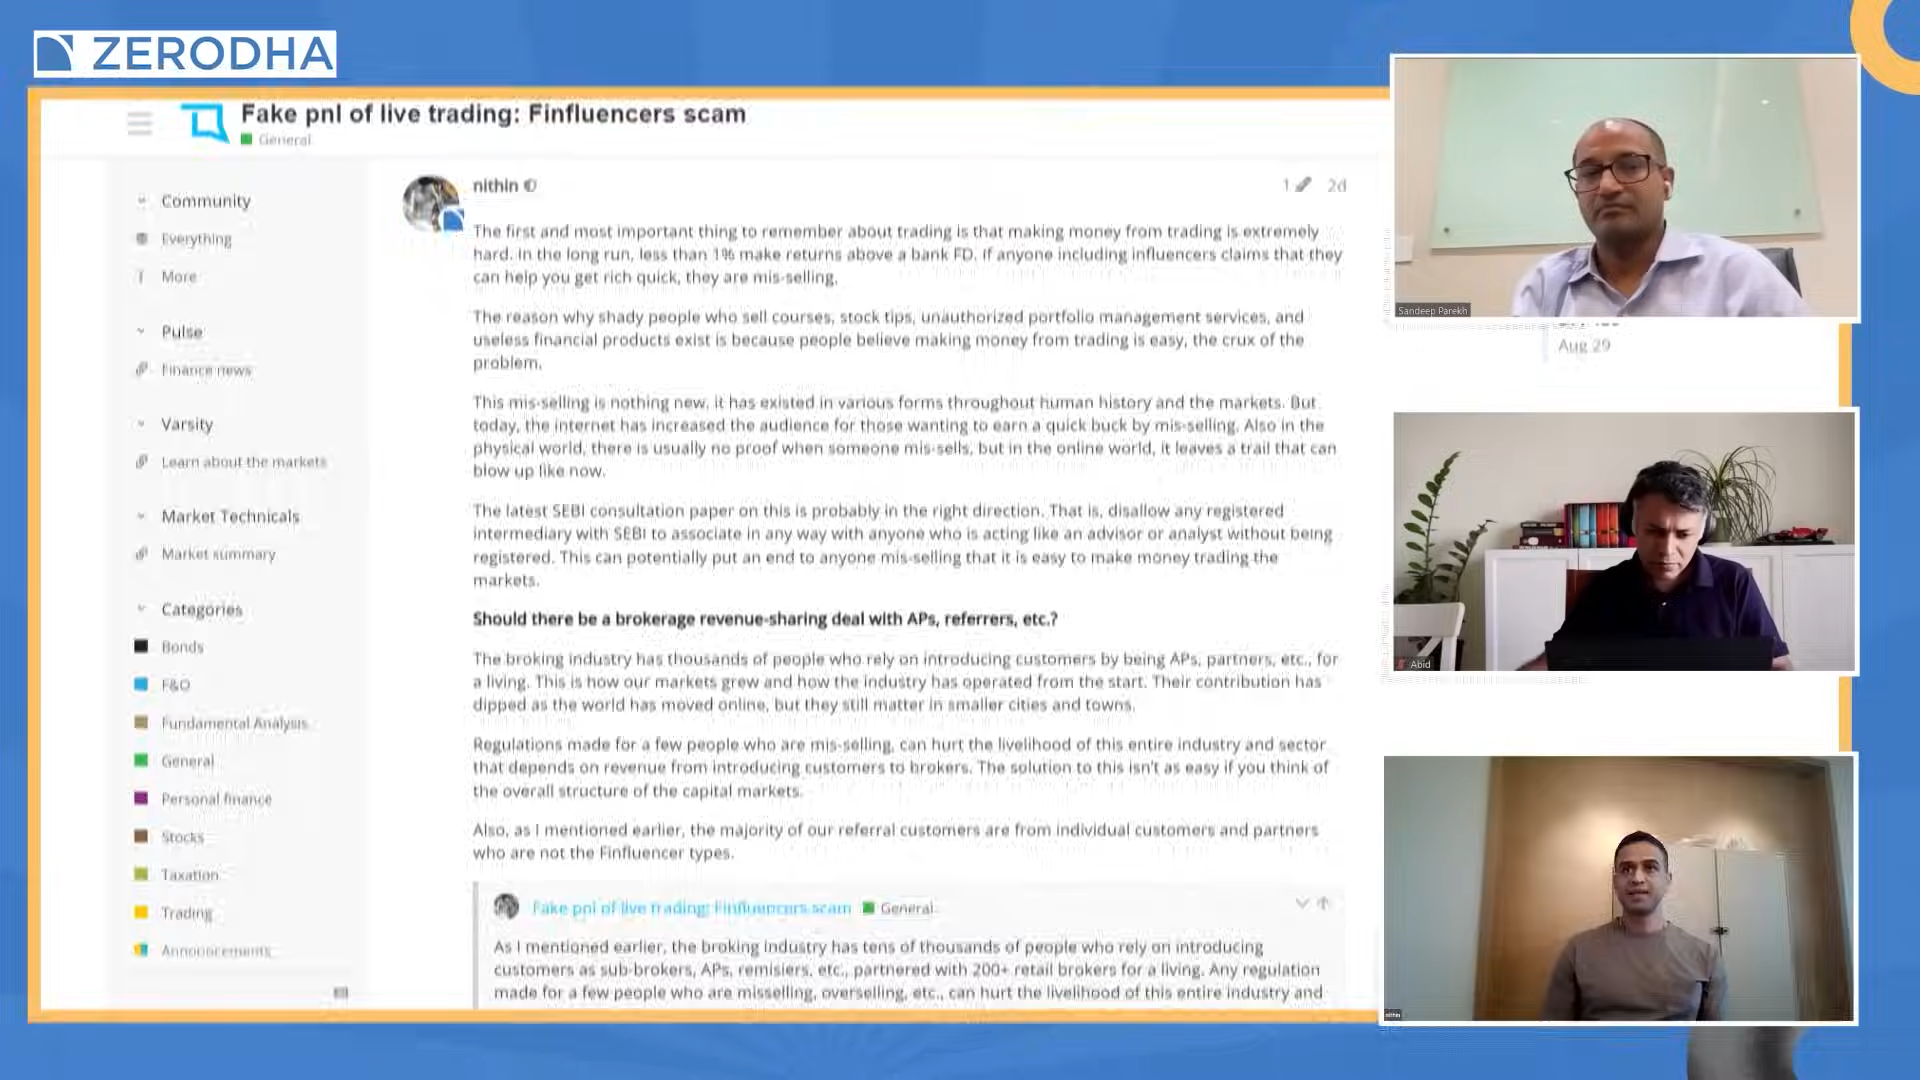 ZERODHA
Fake pnl of live trading: Finfluencers scam
General
Community
Everything
More
Pulse
Finance news
Varsity
Learn about the markets
Market Technicals
Market summary
Categories
Bonds
F&O
Fundamental Analysis
General
Personal finance
Stocks
Taxation
Trading
Announcements
nithin
1
2d
The first and most important thing to remember about trading is that making money from trading is extremely
hard. In the long run, less than 1% make returns above a bank FD. If anyone including influencers claims that they
can help you get rich quick, they are mis-selling.
The reason why shady people who sell courses, stock tips, unauthorized portfolio management services, and
useless financial products exist is because people believe making money from trading is easy, the crux of the
problem.
This mis-selling is nothing new, it has existed in various forms throughout human history and the markets. But
today, the internet has increased the audience for those wanting to earn a quick buck by mis-selling. Also in the
physical world, there is usually no proof when someone mis-sells, but in the online world, it leaves a trail that can
blow up like now.
The latest SEBI consultation paper on this is probably in the right direction. That is, disallow any registered
intermediary with SEBI to associate in any way with anyone who is acting like an advisor or analyst without being
registered. This can potentially put an end to anyone mis-selling that it is easy to make money trading the
markets.
Should there be a brokerage revenue-sharing deal with APs, referrers, etc.?
The broking industry has thousands of people who rely on introducing customers by being APs, partners, etc., for
a living. This is how our markets grew and how the industry has operated from the start. Their contribution has
dipped as the world has moved online, but they still matter in smaller cities and towns.
Regulations made for a few people who are mis-selling, can hurt the livelihood of this entire industry and sector
that depends on revenue from introducing customers to brokers. The solution to this isn't as easy if you think of
the overall structure of the capital markets.
Also, as I mentioned earlier, the majority of our referral customers are from individual customers and partners
who are not the Finfluencer types.
Fake pnl of live trading: Finfluencers scam
General
As I mentioned earlier, the broking industry has tens of thousands of people who rely on introducing
customers as sub-brokers, APs, remisiers, etc., partnered with 200+ retail brokers for a living. Any regulation
made for a few people who are misselling, overselling, etc., can hurt the livelihood of this entire industry and
Sandeep Parekh
Aug 29
Abid
nithin